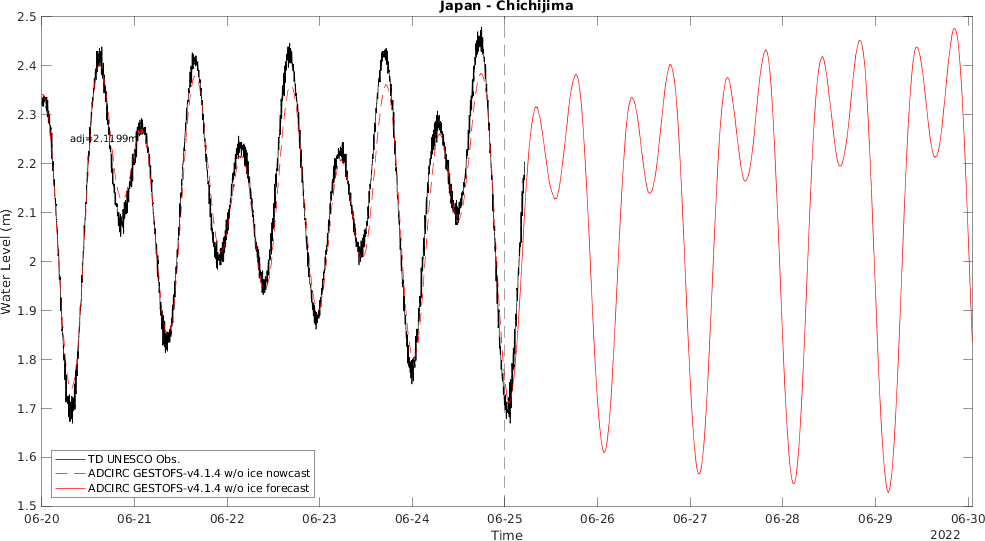 Japan - Chichijima
2.5
2.4
2.3
2.2
2.1
2
1.9
1.8
1.7
1.6
1.5
Water Level (m)
adj=2.1199m
TD UNESCO Obs.
ADCIRC GESTOFS-v4.1.4 w/o ice nowcast
ADCIRC GESTOFS-v4.1.4 w/o ice forecast
06-20 06-21 06-22 06-23 06-24 06-25 06-26 06-27 06-28 06-29 06-30
Time
2022